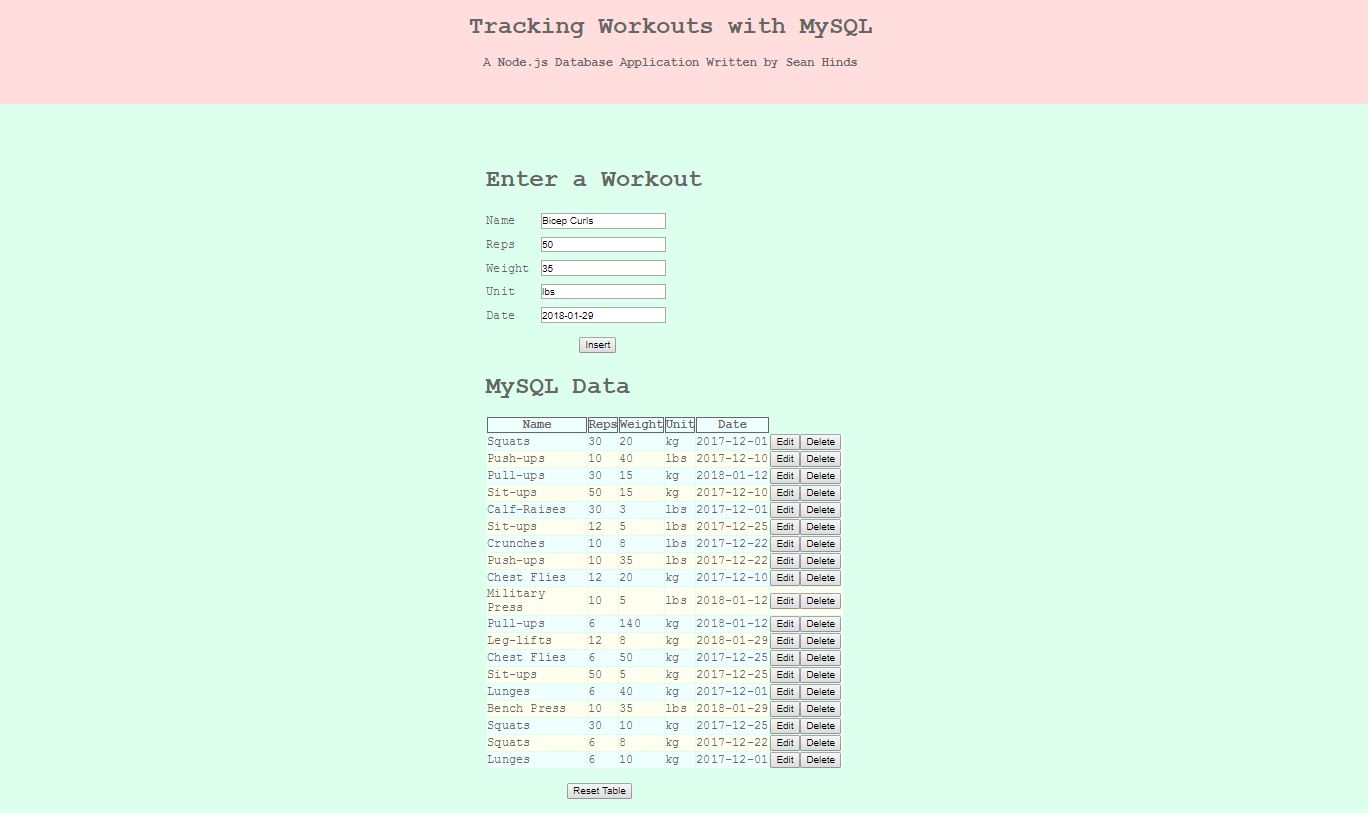 Tracking Workouts with MySQL
A Node.js Database Application Written by Sean Hinds
Enter a Workout
Name Bicep Curls
Reps 50
Weight 35
Unit lbs
Date 2018-01-29
Insert
MySQL Data
Name Reps Weight Unit Date
Squats 30 20 kg 2017-12-01 Edit Delete
Push-ups 10 40 lbs 2017-12-10 Edit Delete
Pull-ups 30 15 kg 2018-01-12 Edit Delete
Sit-ups 50 15 kg 2017-12-10 Edit Delete
Calf-Raises 30 3 lbs 2017-12-01 Edit Delete
Sit-ups 12 5 lbs 2017-12-25 Edit Delete
Crunches 10 8 lbs 2017-12-22 Edit Delete
Push-ups 10 35 lbs 2017-12-22 Edit Delete
Chest Flies 12 20 kg 2017-12-10 Edit Delete
Military
Press 10 5 lbs 2018-01-12 Edit Delete
Pull-ups 6 140 kg 2018-01-12 Edit Delete
Leg-lifts 12 8 kg 2018-01-29 Edit Delete
Chest Flies 6 50 kg 2017-12-25 Edit Delete
Sit-ups 50 5 kg 2017-12-25 Edit Delete
Lunges 6 40 kg 2017-12-01 Edit Delete
Bench Press 10 35 lbs 2018-01-29 Edit Delete
Squats 30 10 kg 2017-12-25 Edit Delete
Squats 6 8 kg 2017-12-22 Edit Delete
Lunges 6 10 kg 2017-12-01 Edit Delete
Reset Table